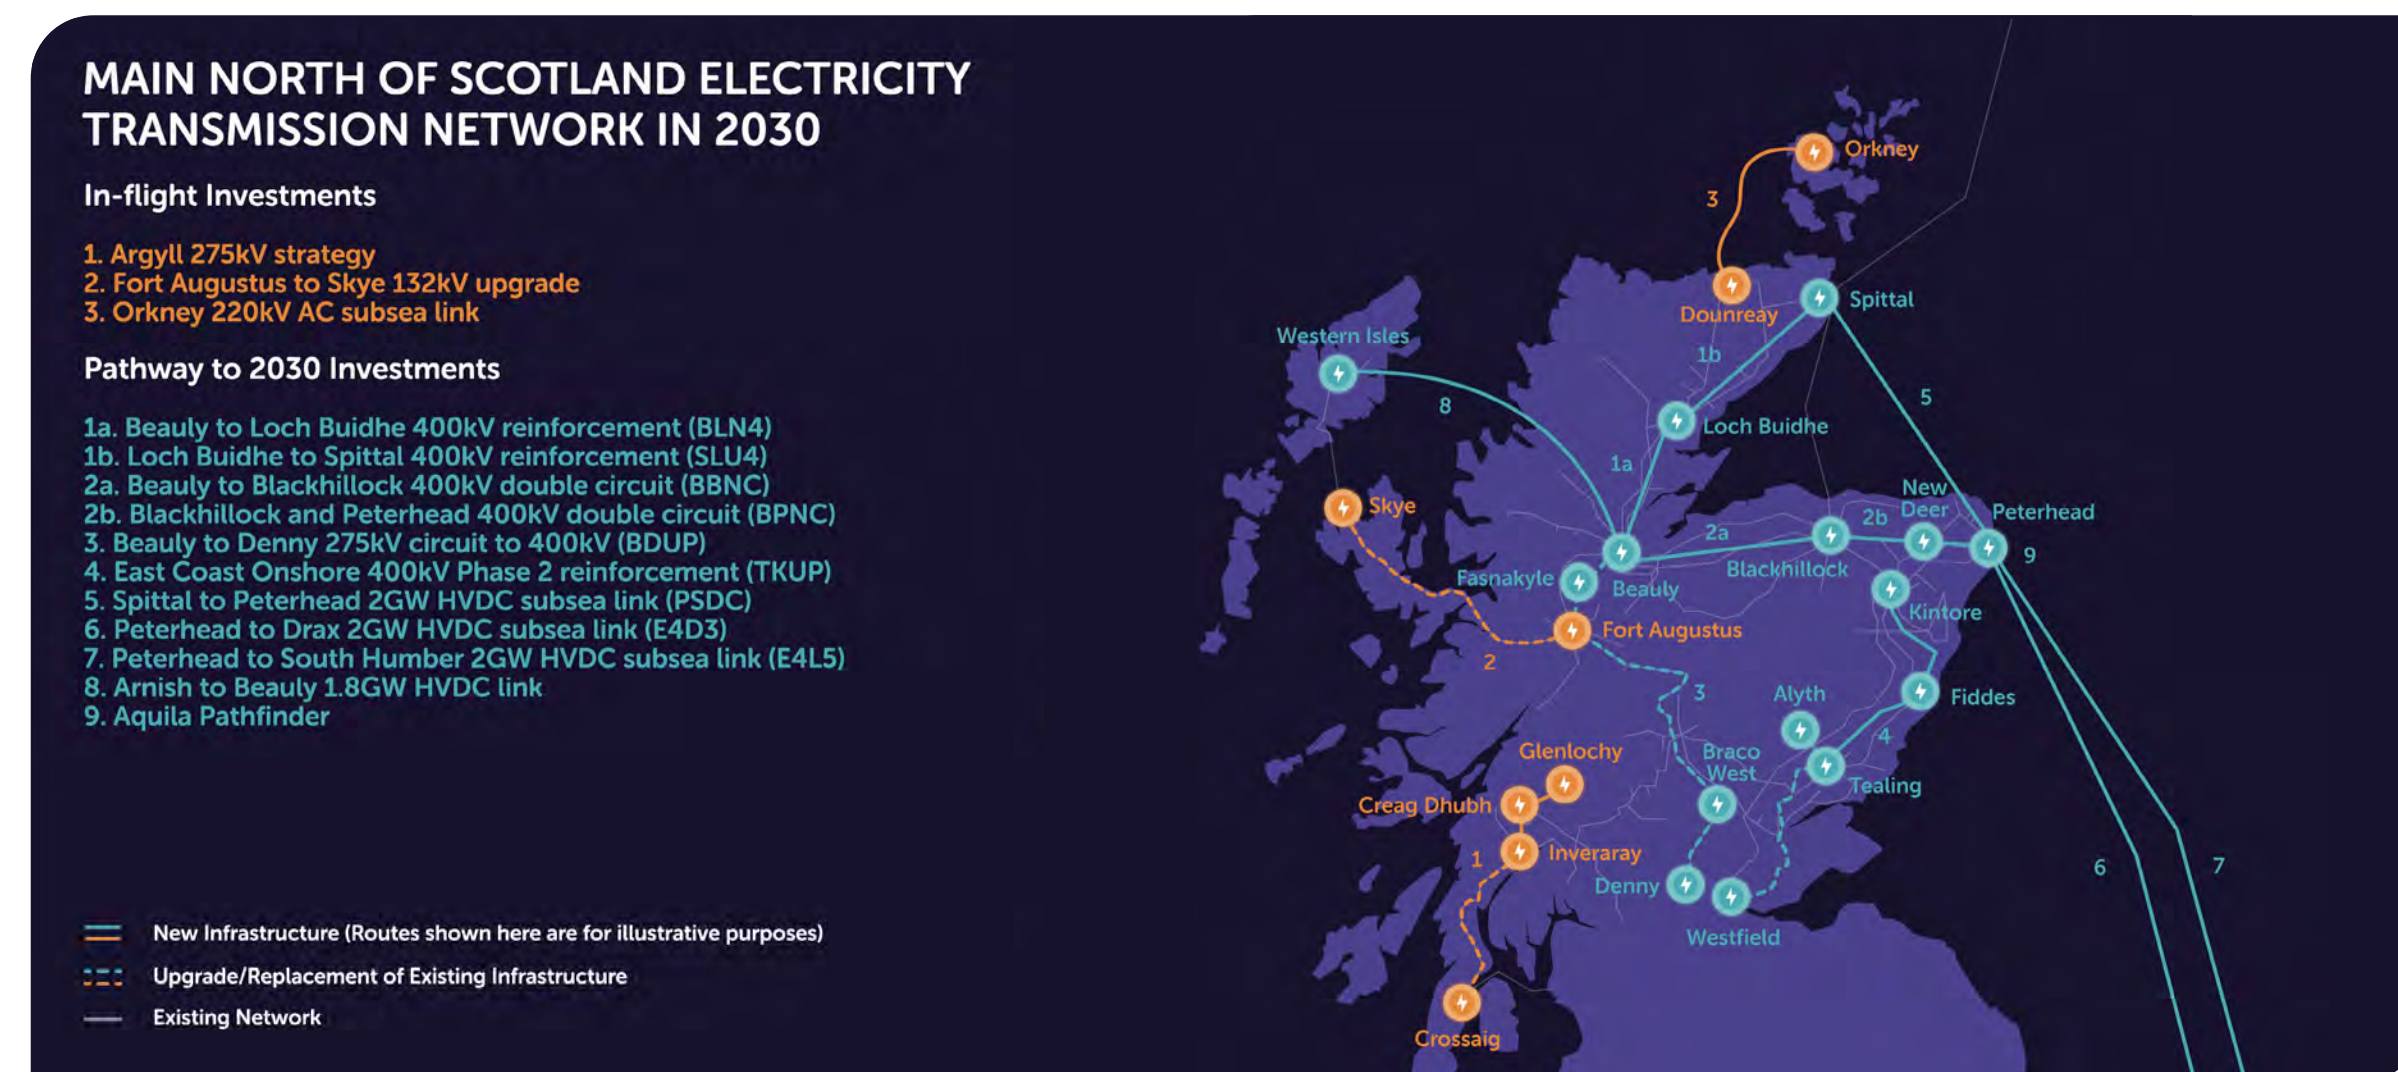 MAIN NORTH OF SCOTLAND ELECTRICITY
TRANSMISSION NETWORK IN 2030
In-flight Investments
1. Argyll 275kV strategy
2. Fort Augustus to Skye 132kV upgrade
3. Orkney 220kV AC subsea link
Pathway to 2030 Investments
1a. Beauly to Loch Buidhe 400kV reinforcement (BLN4)
1b. Loch Buidhe to Spittal 400kV reinforcement (SLU4)
2a. Beauly to Blackhillock 400kV double circuit (BBNC)
2b. Blackhillock and Peterhead 400kV double circuit (BPNC)
3. Beauly to Denny 275kV circuit to 400kV (BDUP)
4. East Coast Onshore 400kV Phase 2 reinforcement (TKUP)
5. Spittal to Peterhead 2GW HVDC subsea link (PSDC)
6. Peterhead to Drax 2GW HVDC subsea link (E4D3)
7. Peterhead to South Humber 2GW HVDC subsea link (E4L5)
8. Arnish to Beauly 1.8GW HVDC link
9. Aquila Pathfinder
New Infrastructure (Routes shown here are for illustrative purposes)
Upgrade/Replacement of Existing Infrastructure
Existing Network
Orkney
3
Dounreay
Spittal
Western Isles
1b
8
5
Loch Buidhe
1a
Skye
New
Deer
Peterhead
2a
2b
9
Blackhillock
Fasnakyle
Beauly
Kintore
Fort Augustus
2
3
Alyth
Fiddes
4
Glenlochy
Braco
West
Tealing
Creag Dhubh
1
Inveraray
Denny
6
7
Westfield
Crossaig